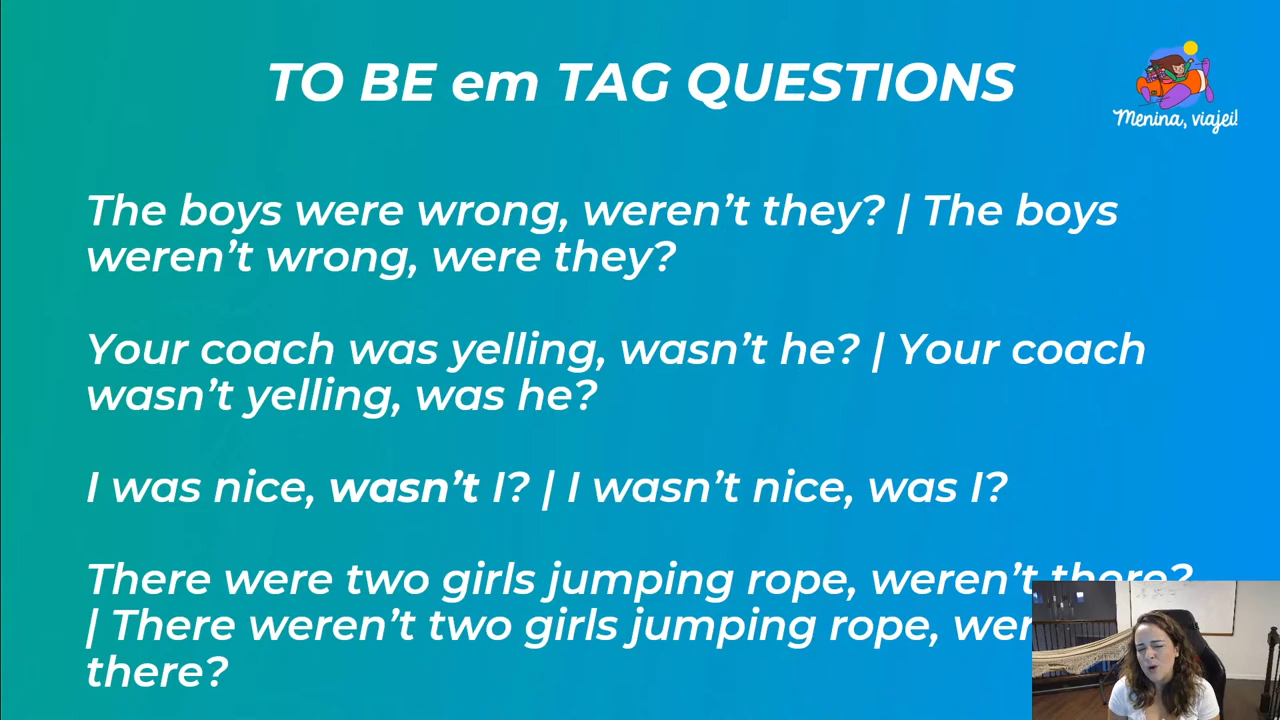 TO BE em TAG QUESTIONS
Menina, viajei!
The boys were wrong, weren't they? | The boys
weren't wrong, were they?
Your coach was yelling, wasn't he? | Your coach
wasn't yelling, was he?
I was nice, wasn't I? | I wasn't nice, was I?
There were two girls jumping rope, weren't there?
| There weren't two girls jumping rope,
there?